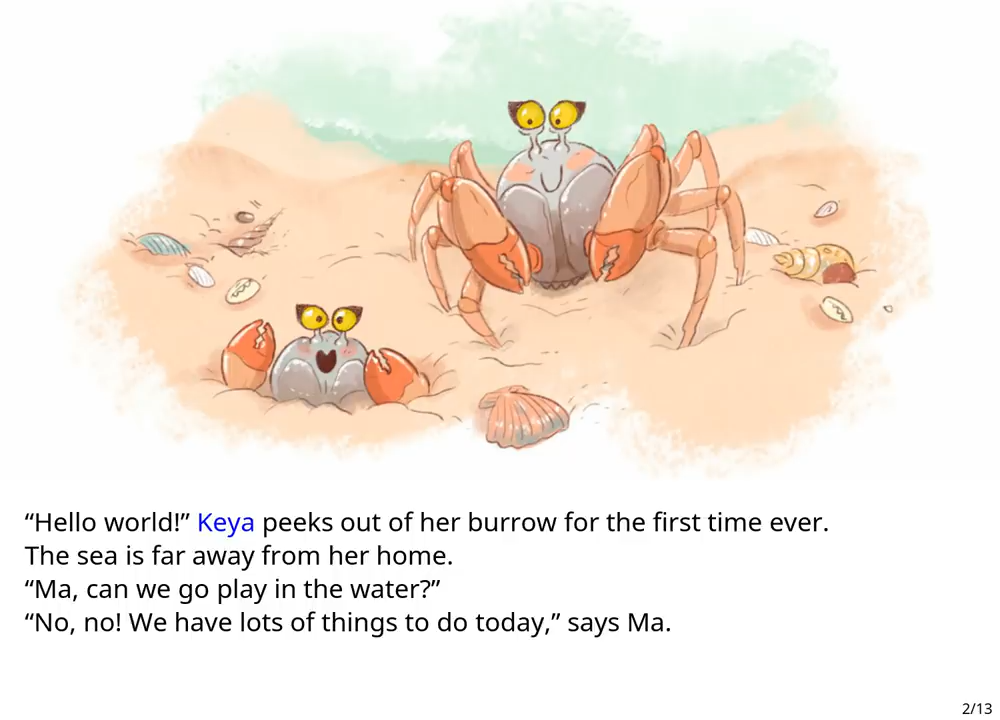 “Hello world!” Keya peeks out of her burrow for the first time ever.
The sea is far away from her home.
“Ma, can we go play in the water?”
“No, no! We have lots of things to do today,” says Ma.
2/13